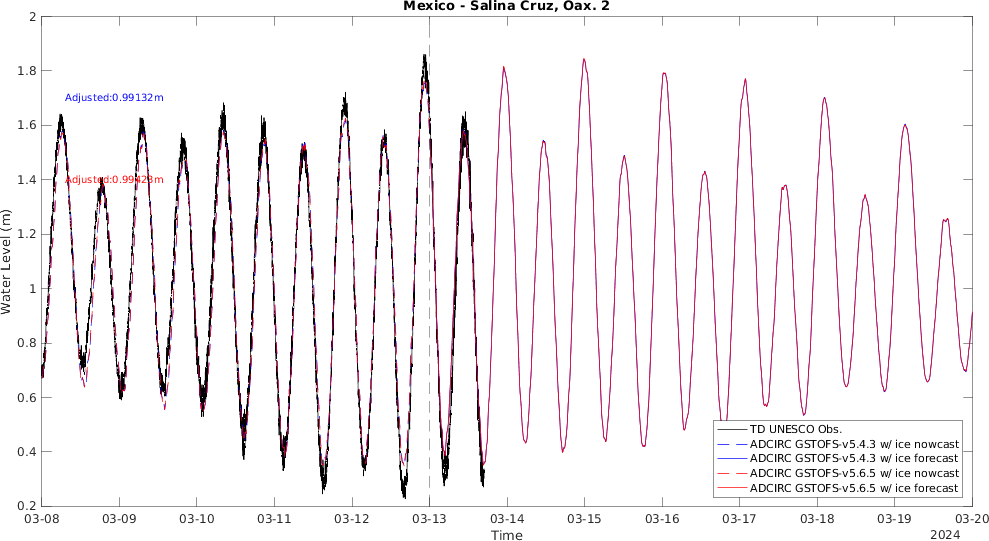 Mexico - Salina Cruz, Oax. 2
Water Level (m)
2
1.8
1.6
1.4
1.2
1
0.8
0.6
0.4
0.2
Adjusted:0.99132m
Adjusted:0.99428m
TD UNESCO Obs.
ADCIRC GSTOFS-v5.4.3 w/ ice nowcast
ADCIRC GSTOFS-v5.4.3 w/ ice forecast
ADCIRC GSTOFS-v5.6.5 w/ ice nowcast
ADCIRC GSTOFS-v5.6.5 w/ ice forecast
03-08 03-09 03-10 03-11 03-12 03-13 03-14 03-15 03-16 03-17 03-18 03-19 03-20
Time
2024